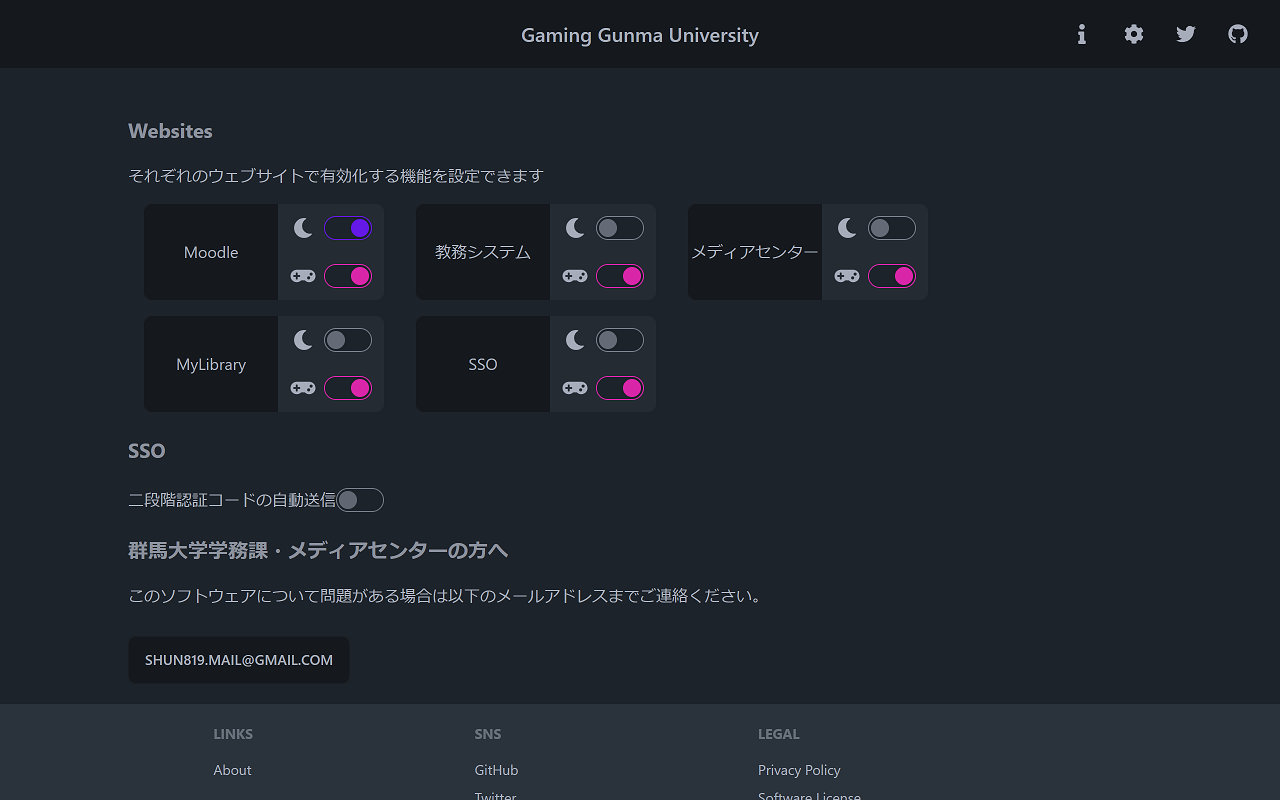 Gaming Gunma University
Websites
それぞれのウェブサイトで有効化する機能を設定できます
Moodle
教務システム
メディアセンター
MyLibrary
SSO
SSO
二段階認証コードの自動送信
群馬大学学務課・メディアセンターの方へ
このソフトウェアについて問題がある場合は以下のメールアドレスまでご連絡ください。
SHUN819.MAIL@GMAIL.COM
LINKS
SNS
LEGAL
About
GitHub
Privacy Policy
Twitter
Software License